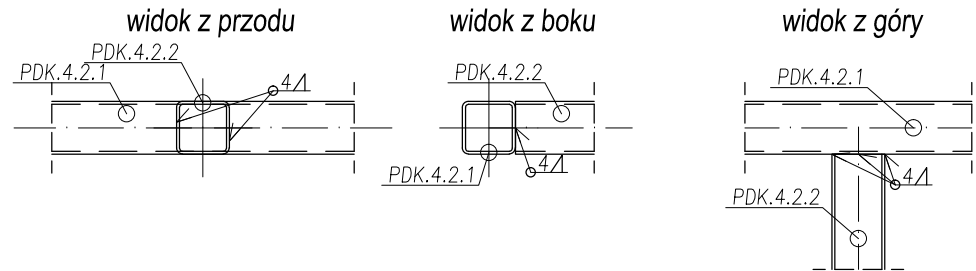 widok z przodu
PDK.4.2.2
PDK.4.2.1
4
widok z boku
PDK.4.2.2
PDK.4.2.1
4
widok z góry
PDK.4.2.1
4
PDK.4.2.2